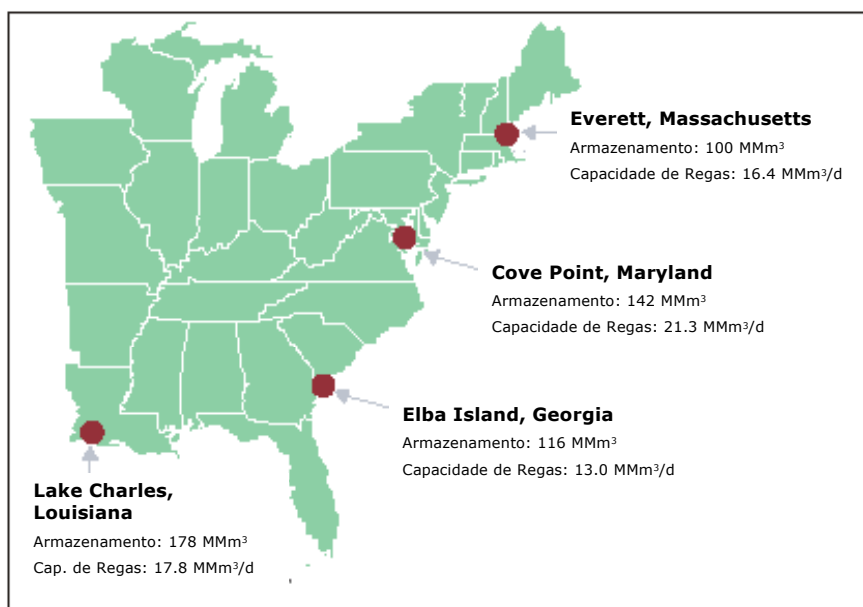 Everett, Massachusetts
Armazenamento: 100 MMm³
Capacidade de Regas: 16.4 MMm³/d
Cove Point, Maryland
Armazenamento: 142 MMm³
Capacidade de Regas: 21.3 MMm³/d
Elba Island, Georgia
Armazenamento: 116 MMm³
Capacidade de Regas: 13.0 MMm³/d
Lake Charles,
Louisiana
Armazenamento: 178 MMm³
Cap. de Regas: 17.8 MMm³/d